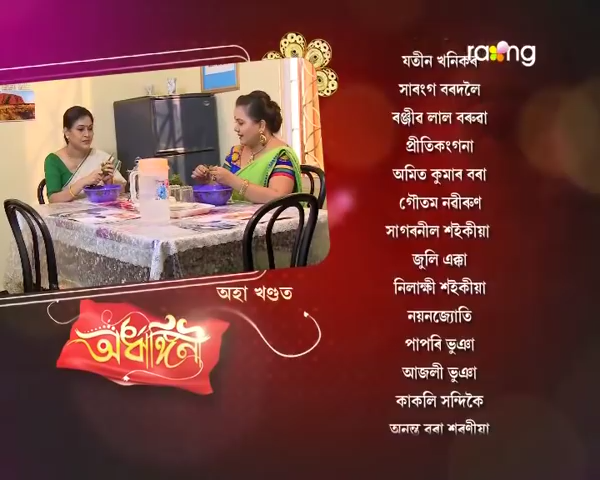 rang
যতীন খনিকৰ
সাৰংগ বৰদলৈ
ৰঞ্জীৱ লাল বৰুৱা
প্ৰীতিকংগনা
অমিত কুমাৰ বৰা
গৌতম নৱীৰুণ
সাগৰনীল শইকীয়া
জুলি এক্কা
নিলাক্ষী শইকীয়া
নয়নজ্যোতি
পাপৰি ভুঞা
আজলী ভুঞা
কাকলি সন্দিকৈ
অনন্ত বৰা শৰণীয়া
অহা খণ্ডত
অৰ্ধাঙ্গিনী